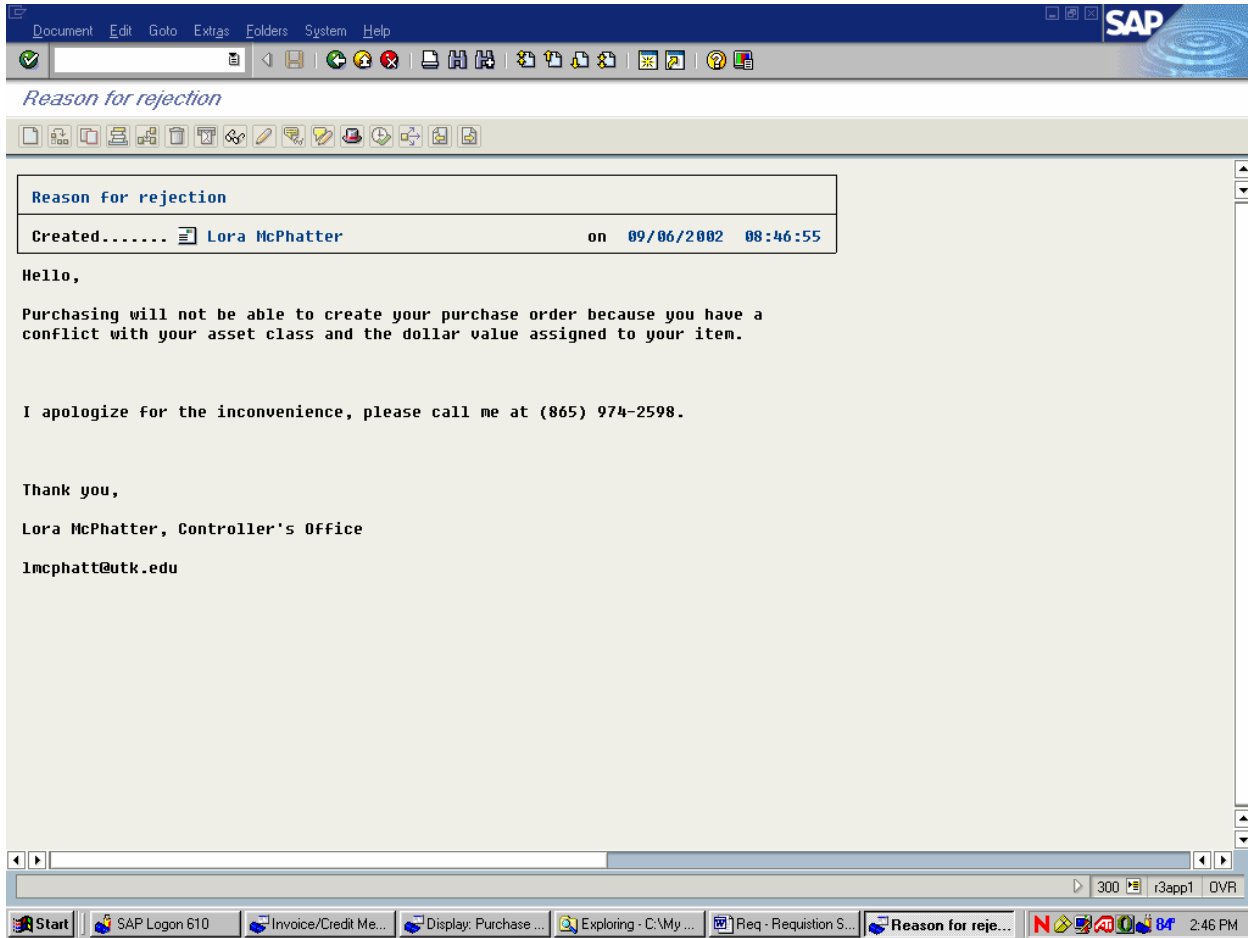 Document Edit Goto Extras Folders System Help
SAP
Reason for rejection
Reason for rejection
Created....... Lora McPhatter on 09/06/2002 08:46:55
Hello,
Purchasing will not be able to create your purchase order because you have a
conflict with your asset class and the dollar value assigned to your item.
I apologize for the inconvenience, please call me at (865) 974-2598.
Thank you,
Lora McPhatter, Controller's Office
lmcphatt@utk.edu
300 r3app1 OVR
Start SAP Logon 610 Invoice/Credit Me... Display: Purchase ... Exploring - C:\My ... Req - Requistion S... Reason for reje... N 84° 2:46 PM